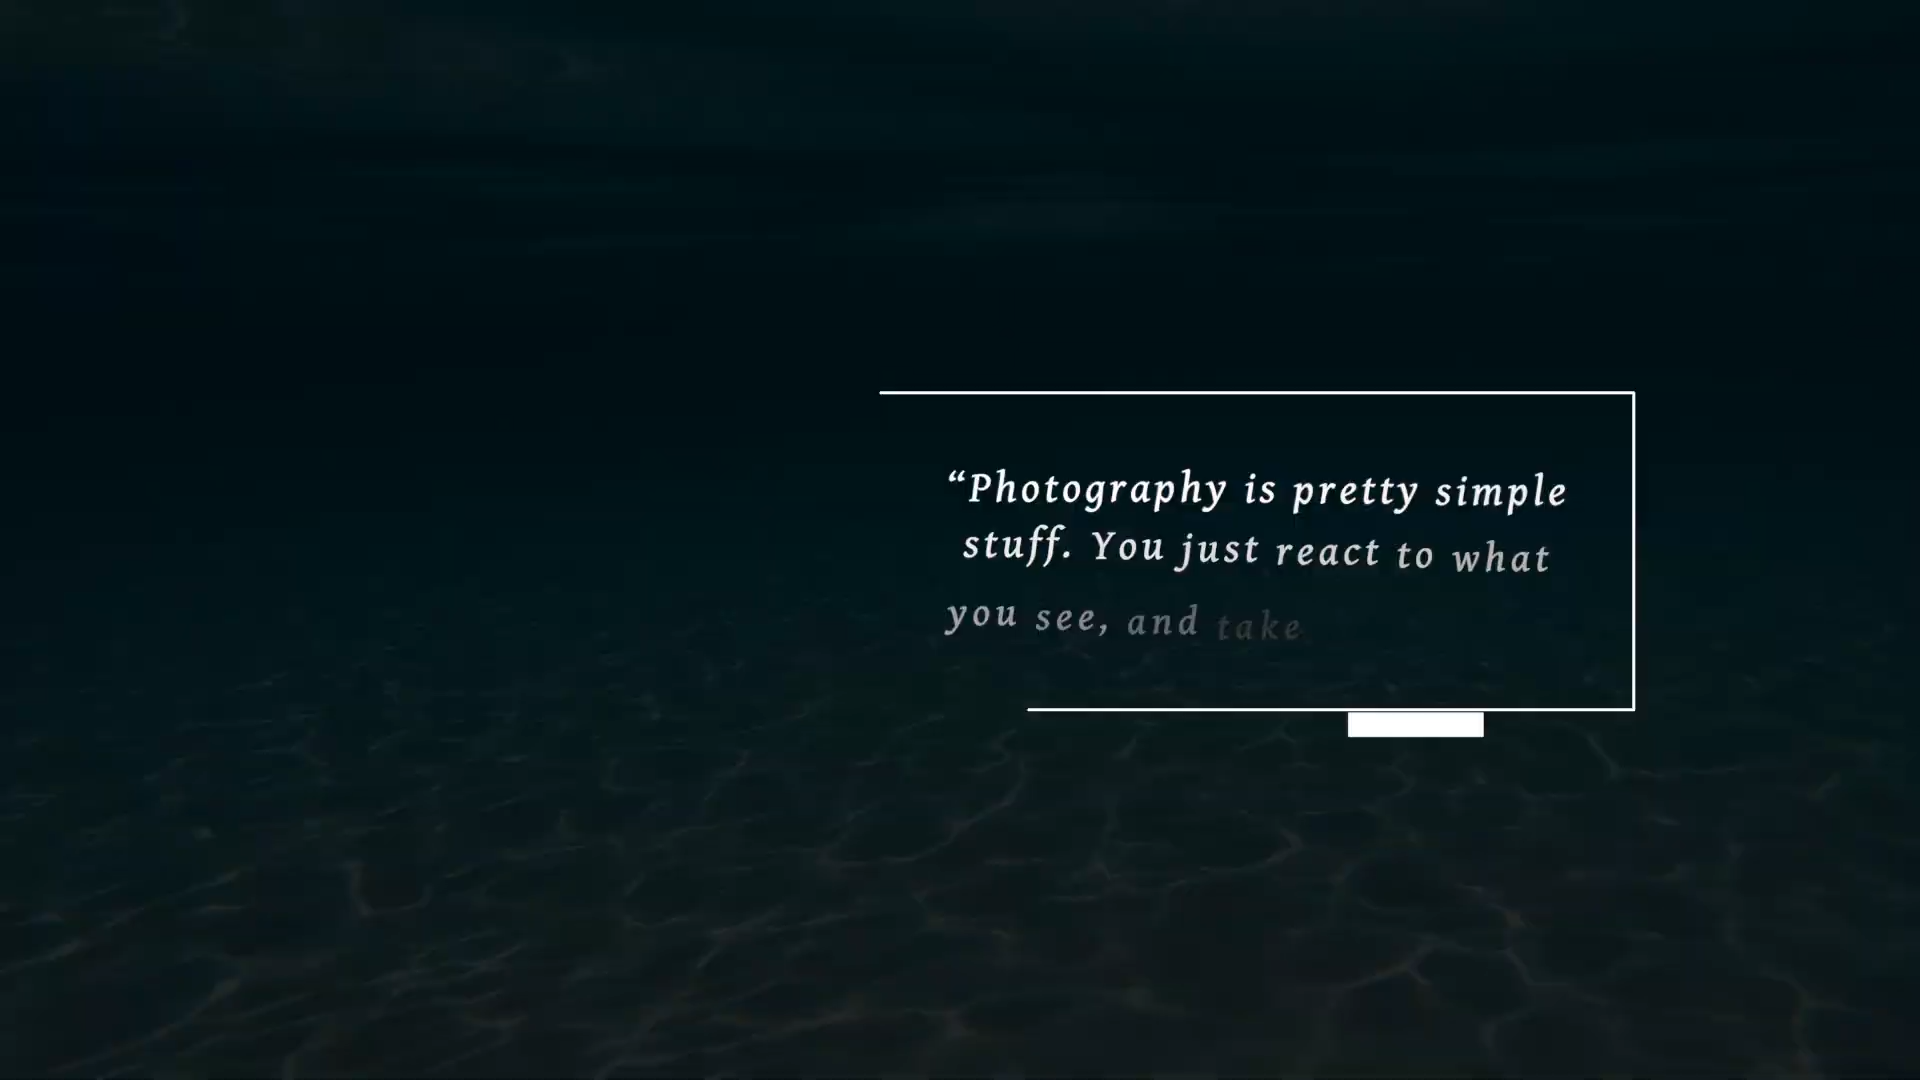 “Photography is pretty simple
stuff. You just react to what
you see, and take